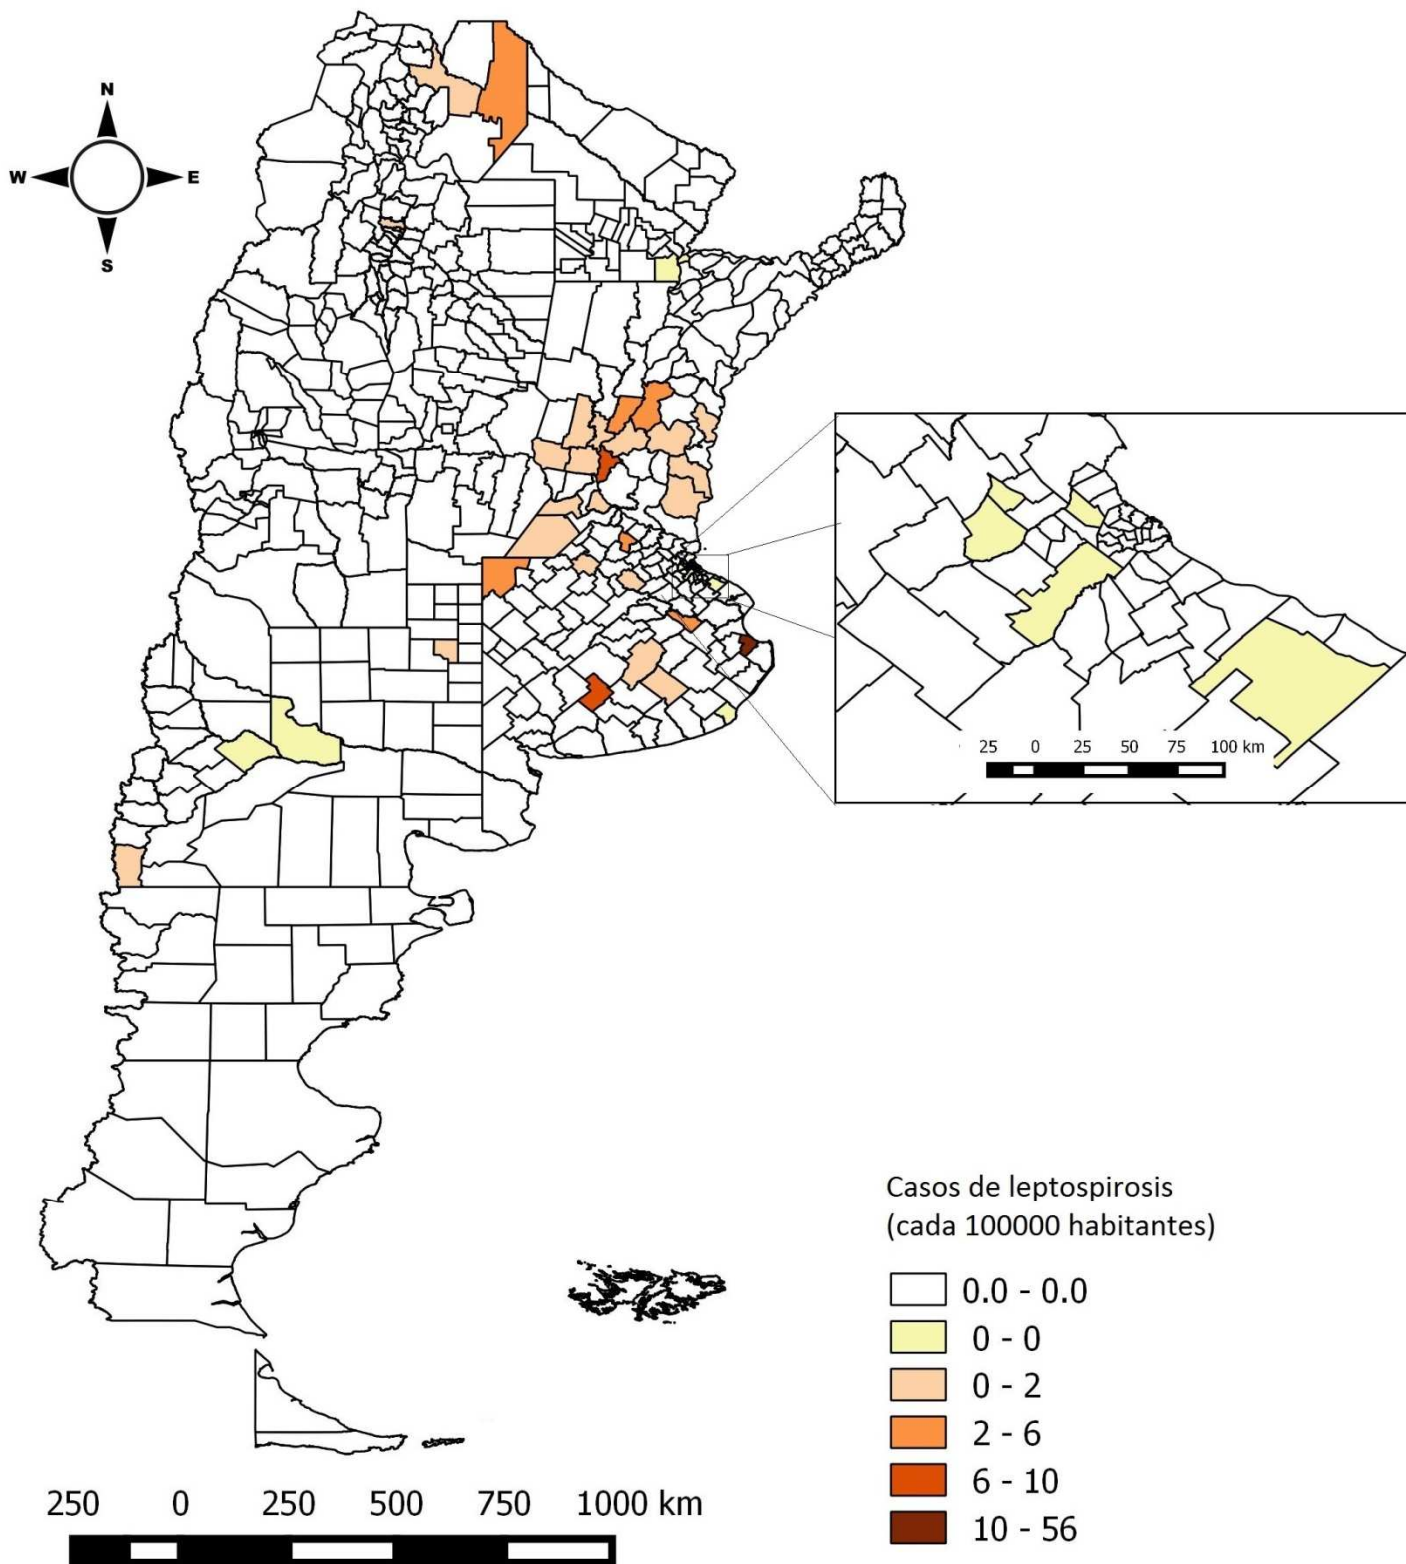 N
W E
S
25 0 25 50 75 100 km
Casos de leptospirosis
(cada 100000 habitantes)
0.0 - 0.0
0 - 0
0 - 2
2 - 6
6 - 10
10 - 56
250 0 250 500 750 1000 km